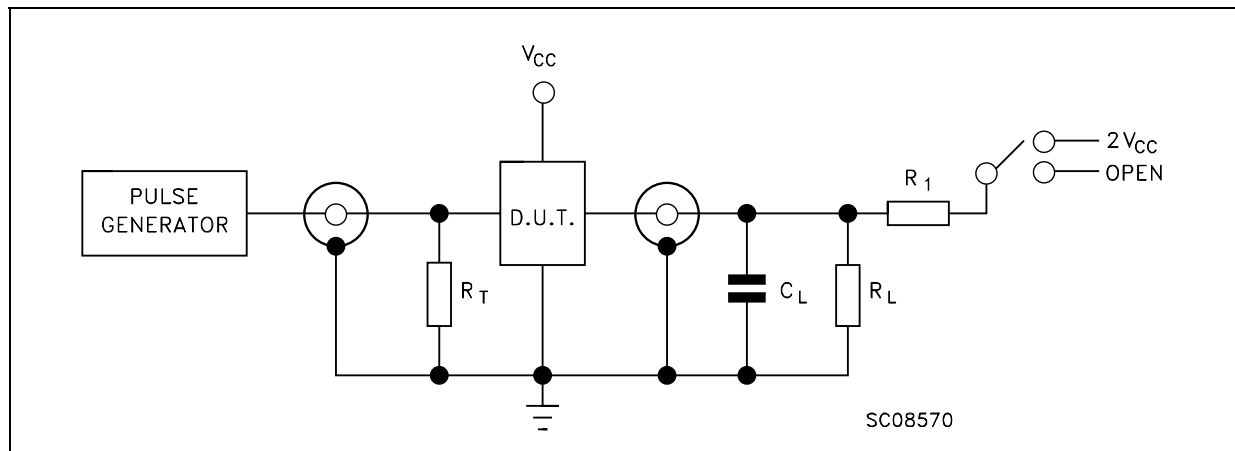 VCC
PULSE
GENERATOR
D.U.T.
RT
CL
RL
R1
2VCC
OPEN
SC08570